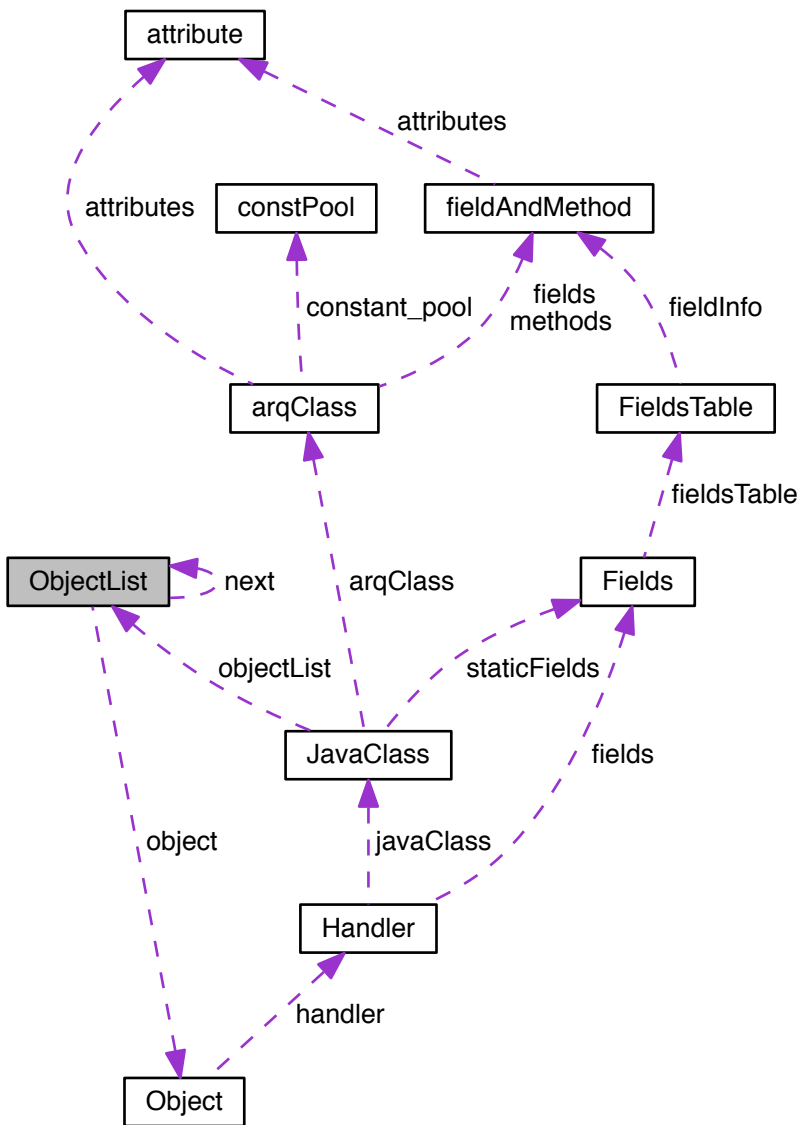 attribute
attributes
attributes
constPool
fieldAndMethod
constant_pool
fields
methods
fieldInfo
arqClass
FieldsTable
fieldsTable
ObjectList
next
arqClass
Fields
objectList
staticFields
JavaClass
fields
object
javaClass
Handler
handler
Object